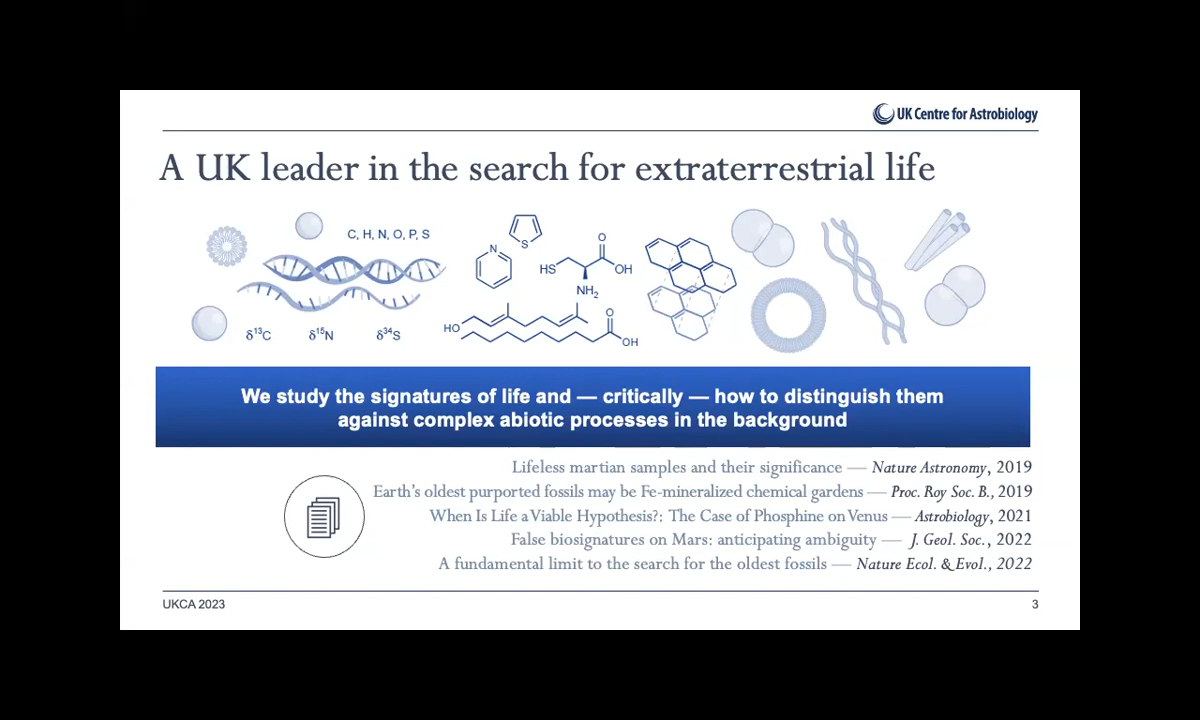 UK Centre for Astrobiology
A UK leader in the search for extraterrestrial life
C, H, N, O, P, S
δ¹³C δ¹⁵N δ³⁴S
N
S
HS
O
OH
NH₂
HO
O
OH
We study the signatures of life and — critically — how to distinguish them
against complex abiotic processes in the background
Lifeless martian samples and their significance — Nature Astronomy, 2019
Earth's oldest purported fossils may be Fe-mineralized chemical gardens — Proc. Roy Soc. B., 2019
When Is Life a Viable Hypothesis?: The Case of Phosphine on Venus — Astrobiology, 2021
False biosignatures on Mars: anticipating ambiguity — J. Geol. Soc., 2022
A fundamental limit to the search for the oldest fossils — Nature Ecol. & Evol., 2022
UKCA 2023
3